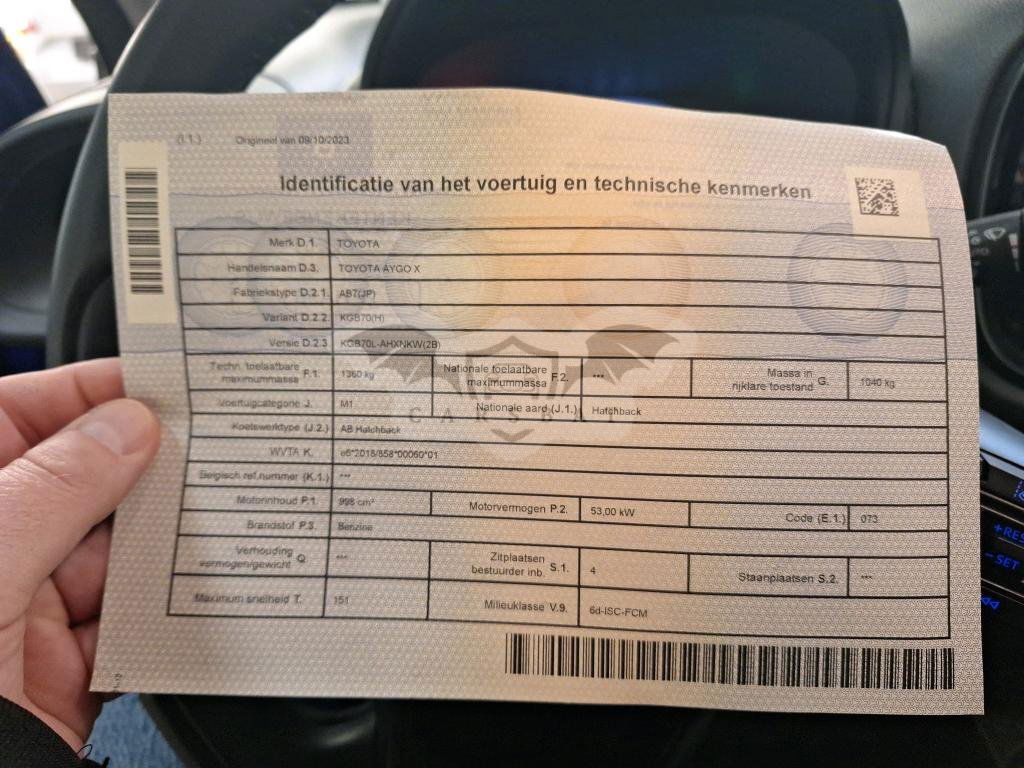 (I.1.) Origineel van 09/10/2023
Identificatie van het voertuig en technische kenmerken
Merk D.1. TOYOTA
Handelsnaam D.3. TOYOTA AYGO X
Fabriekstype D.2.1. AB7(JP)
Variant D.2.2. KGB70(H)
Versie D.2.3 KGB70L-AHXNKW(2B)
Techn. toelaatbare maximummassa F.1. 1360 kg Nationale toelaatbare maximummassa F.2. *** Massa in rijklare toestand G. 1040 kg
Voertuigcategorie J. M1 Nationale aard (J.1.) Hatchback
Koetswerktype (J.2.) AB Hatchback
WVTA K. e6*2018/858*00060*01
Belgisch ref.nummer (K.1.) ***
Motorinhoud P.1. 998 cm³ Motorvermogen P.2. 53,00 kW Code (E.1.) 073
Brandstof P.3. Benzine
Verhouding vermogen/gewicht Q *** Zitplaatsen bestuurder inb. S.1. 4 Staanplaatsen S.2. ***
Maximum snelheid T. 151 Milieuklasse V.9. 6d-ISC-FCM
+RES
-SET